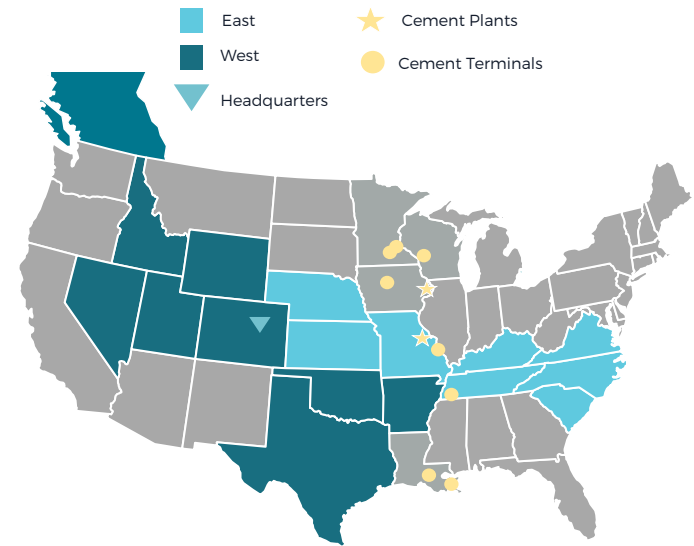 East
Cement Plants
West
Cement Terminals
Headquarters